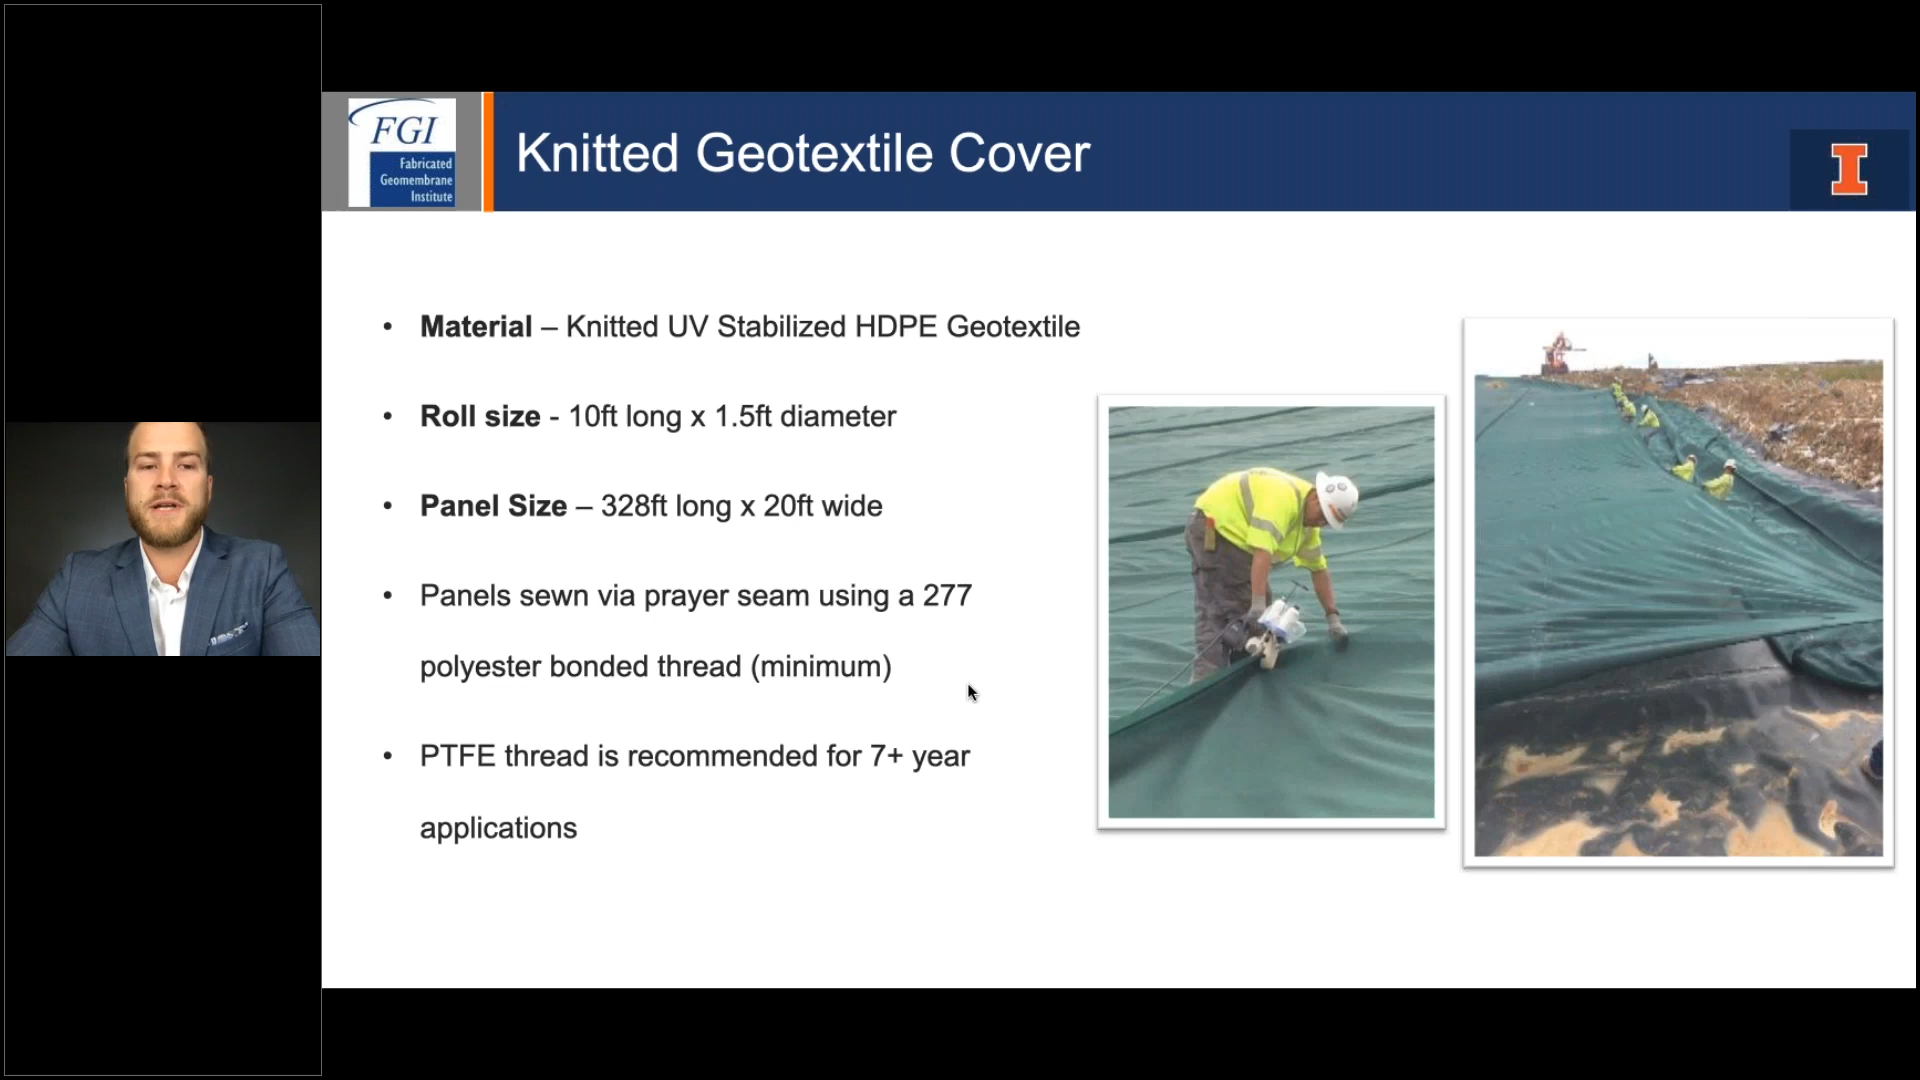 FGI
Fabricated
Geomembrane
Institute
Knitted Geotextile Cover
I
• Material – Knitted UV Stabilized HDPE Geotextile
• Roll size - 10ft long x 1.5ft diameter
• Panel Size – 328ft long x 20ft wide
• Panels sewn via prayer seam using a 277
polyester bonded thread (minimum)
• PTFE thread is recommended for 7+ year
applications